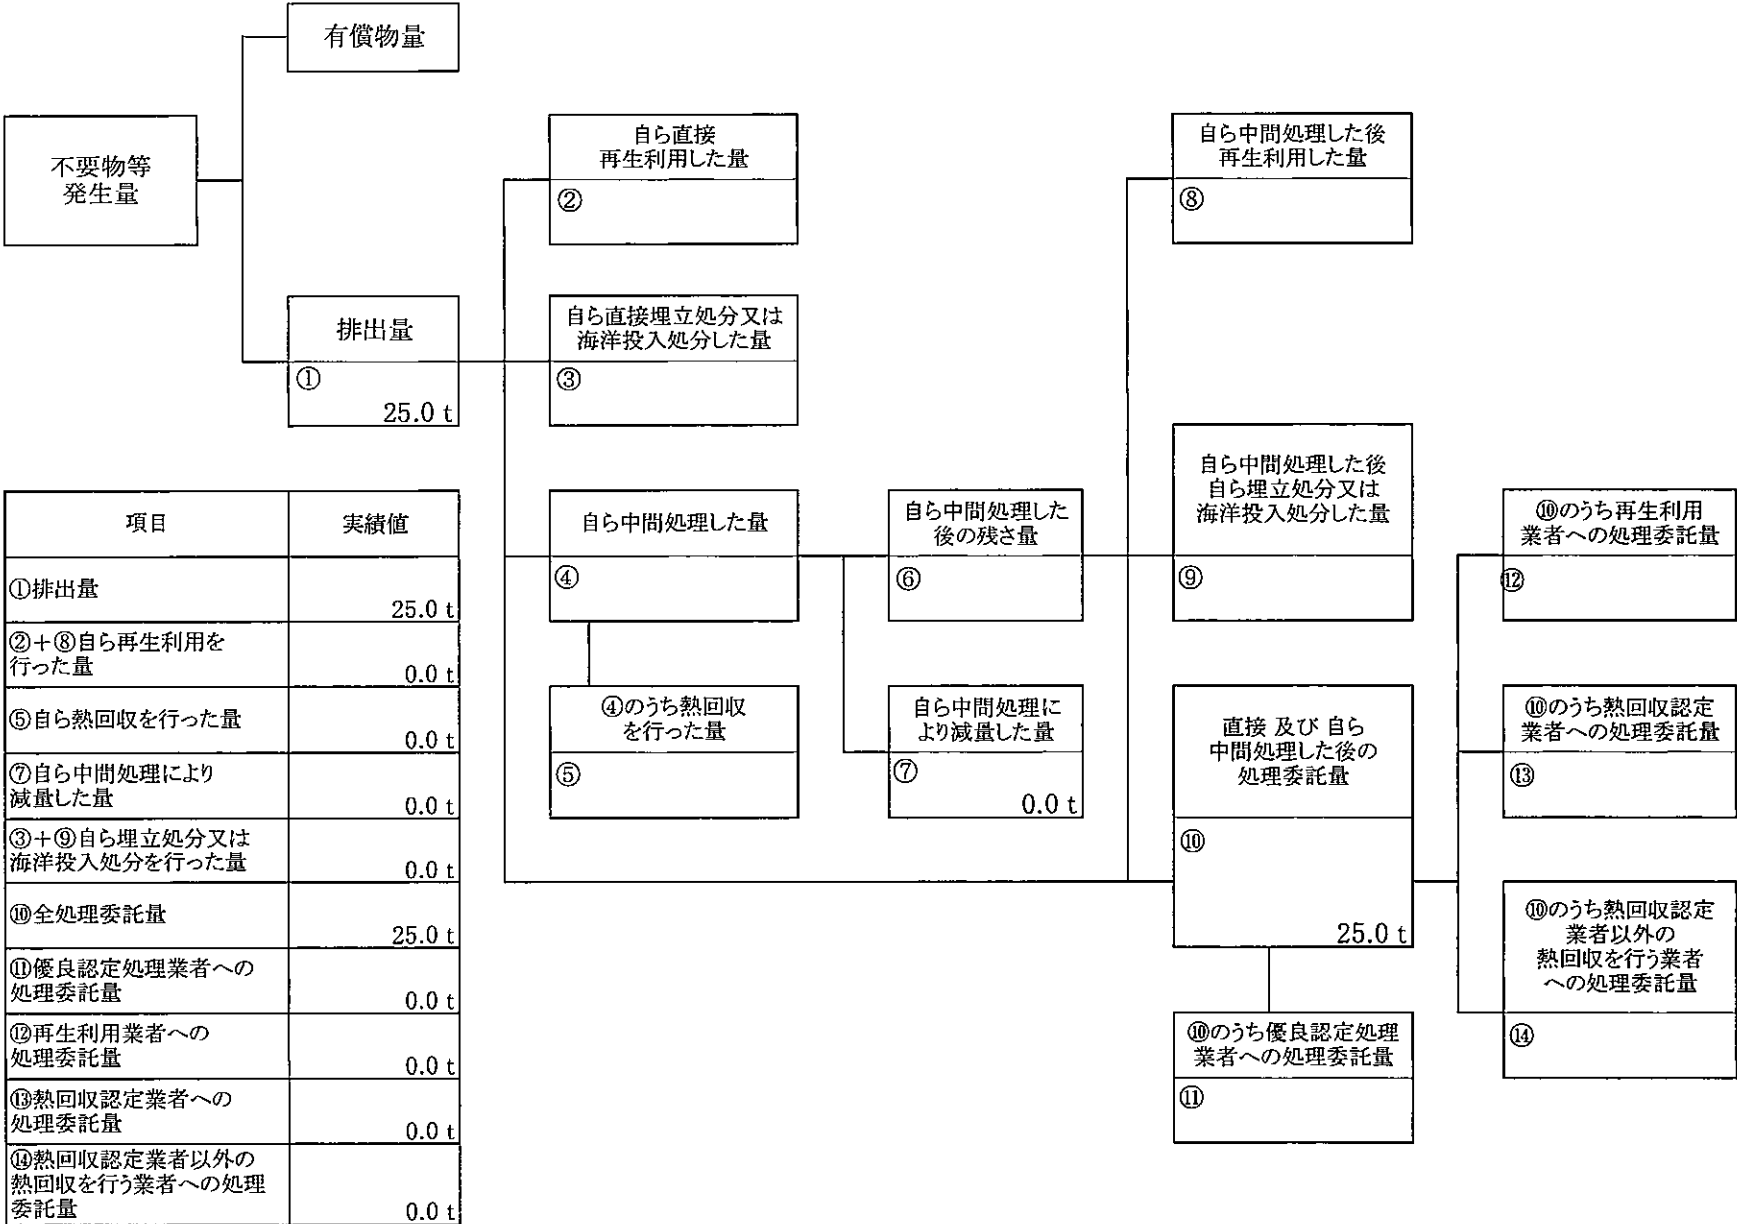 有償物量
不要物等
発生量
自ら直接
再生利用した量
②
自ら中間処理した後
再生利用した量
⑧
排出量
①
25.0 t
自ら直接埋立処分又は
海洋投入処分した量
③
自ら中間処理した量
④
自ら中間処理した
後の残さ量
⑥
自ら中間処理した後
自ら埋立処分又は
海洋投入処分した量
⑨
⑩のうち再生利用
業者への処理委託量
⑫
④のうち熱回収
を行った量
⑤
自ら中間処理に
より減量した量
⑦
0.0 t
直接 及び 自ら
中間処理した後の
処理委託量
⑩
25.0 t
⑩のうち熱回収認定
業者への処理委託量
⑬
⑩のうち熱回収認定
業者以外の
熱回収を行う業者
への処理委託量
⑭
⑩のうち優良認定処理
業者への処理委託量
⑪
項目 実績値
①排出量
25.0 t
②+⑧自ら再生利用を
行った量
0.0 t
⑤自ら熱回収を行った量
0.0 t
⑦自ら中間処理により
減量した量
0.0 t
③+⑨自ら埋立処分又は
海洋投入処分を行った量
0.0 t
⑩全処理委託量
25.0 t
⑪優良認定処理業者への
処理委託量
0.0 t
⑫再生利用業者への
処理委託量
0.0 t
⑬熱回収認定業者への
処理委託量
0.0 t
⑭熱回収認定業者以外の
熱回収を行う業者への処理
委託量
0.0 t